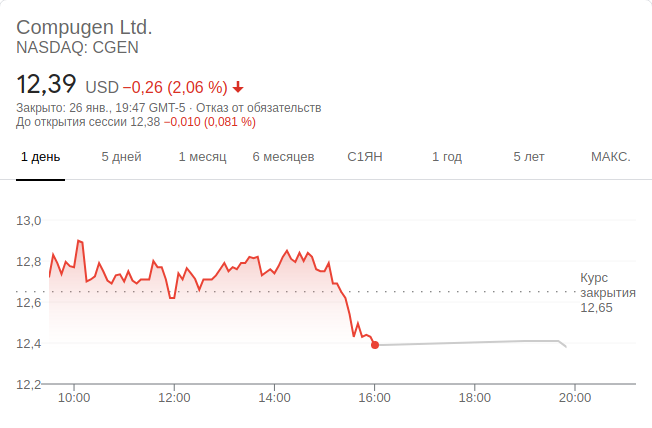 Compugen Ltd.
NASDAQ: CGEN
12,39 USD −0,26 (2,06 %)
Закрыто: 26 янв., 19:47 GMT-5 · Отказ от обязательств
До открытия сессии 12,38 −0,010 (0,081 %)
1 день 5 дней 1 месяц 6 месяцев С1ЯН 1 год 5 лет МАКС.
13,0
12,8
Курс
закрытия
12,65
12,6
12,4
12,2
10:00 12:00 14:00 16:00 18:00 20:00